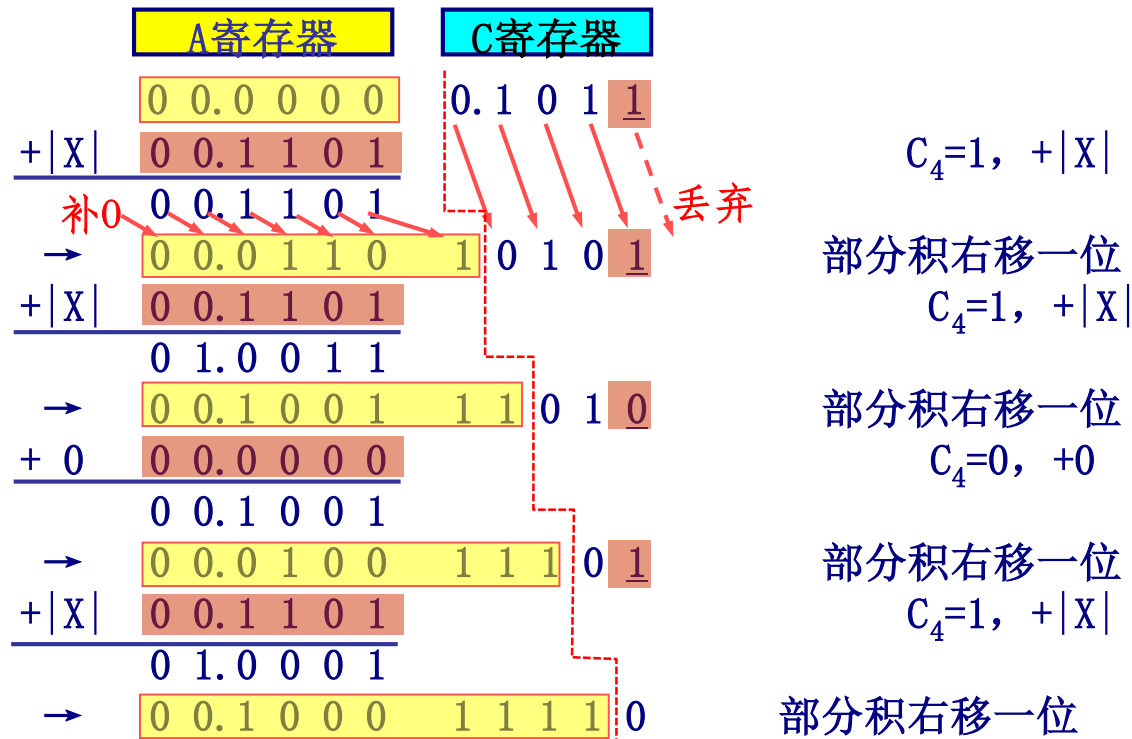 A寄存器 C寄存器
0 0.0 0 0 0 0.1 0 1 1
+|X| 0 0.1 1 0 1 C₄=1, +|X|
0 0.1 1 0 1
补0 丢弃
→ 0 0.0 1 1 0 1 0 1 0 1 部分积右移一位
+|X| 0 0.1 1 0 1 C₄=1, +|X|
0 1.0 0 1 1
→ 0 0.1 0 0 1 1 1 0 1 0 部分积右移一位
+ 0 0 0.0 0 0 0 C₄=0, +0
0 0.1 0 0 1
→ 0 0.0 1 0 0 1 1 1 0 1 部分积右移一位
+|X| 0 0.1 1 0 1 C₄=1, +|X|
0 1.0 0 0 1
→ 0 0.1 0 0 0 1 1 1 1 0 部分积右移一位